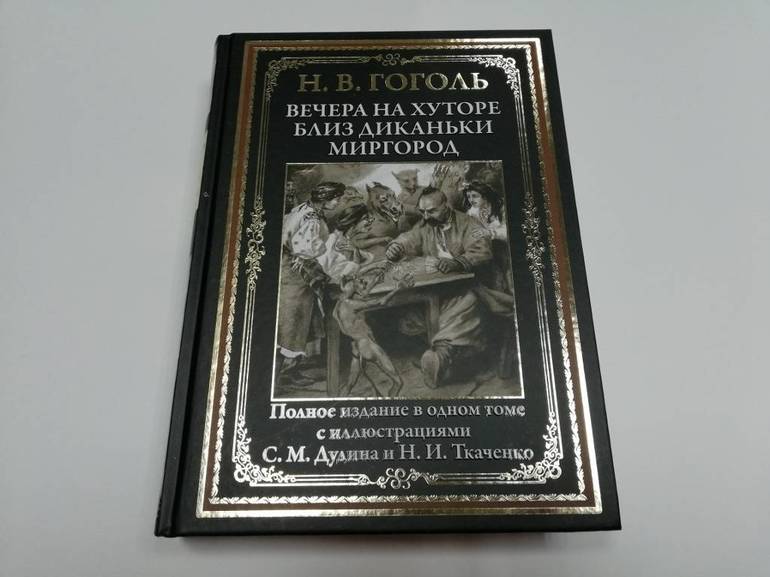 Н. В. ГОГОЛЬ
ВЕЧЕРА НА ХУТОРЕ
БЛИЗ ДИКАНЬКИ
МИРГОРОД
Полное издание в одном томе
с иллюстрациями
С. М. Дудина и Н. И. Ткаченко